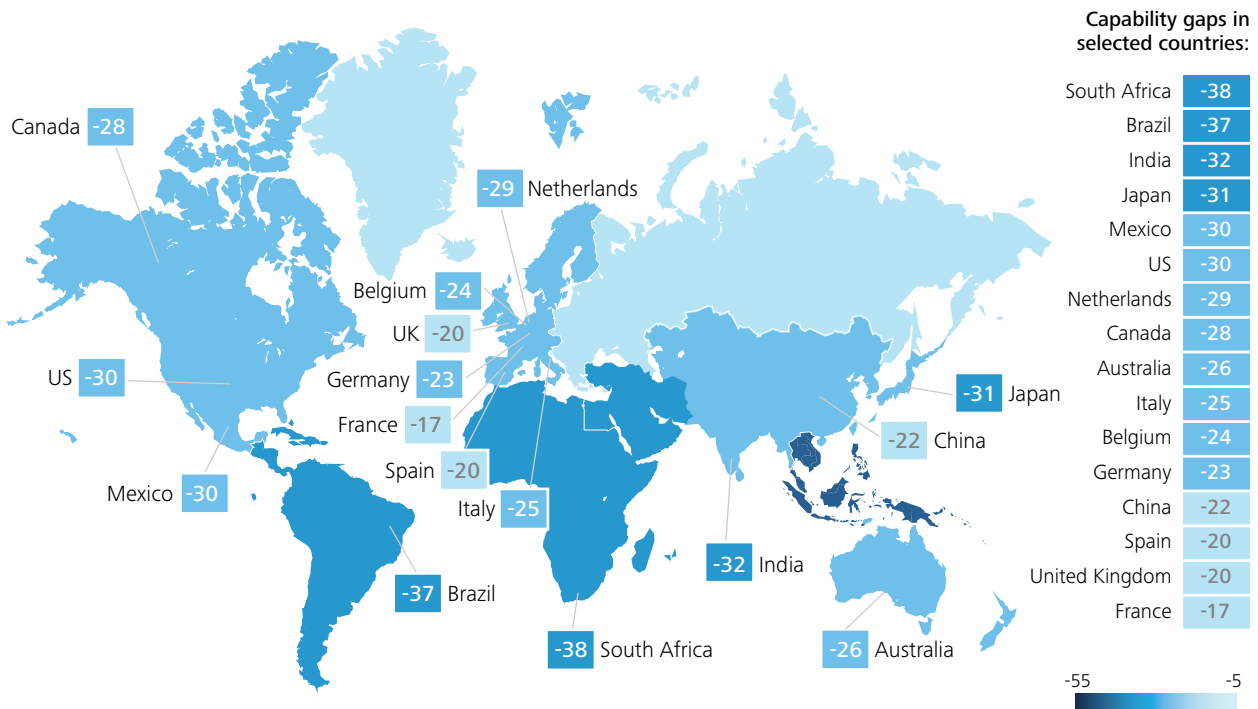 Capability gaps in
selected countries:
South Africa -38
Brazil -37
India -32
Japan -31
Mexico -30
US -30
Netherlands -29
Canada -28
Australia -26
Italy -25
Belgium -24
Germany -23
China -22
Spain -20
United Kingdom -20
France -17
-55 -5
Canada -28
-29 Netherlands
Belgium -24
UK -20
US -30
Germany -23
-31 Japan
France -17
-22 China
Spain -20
Mexico -30
Italy -25
-32 India
-37 Brazil
-38 South Africa
-26 Australia